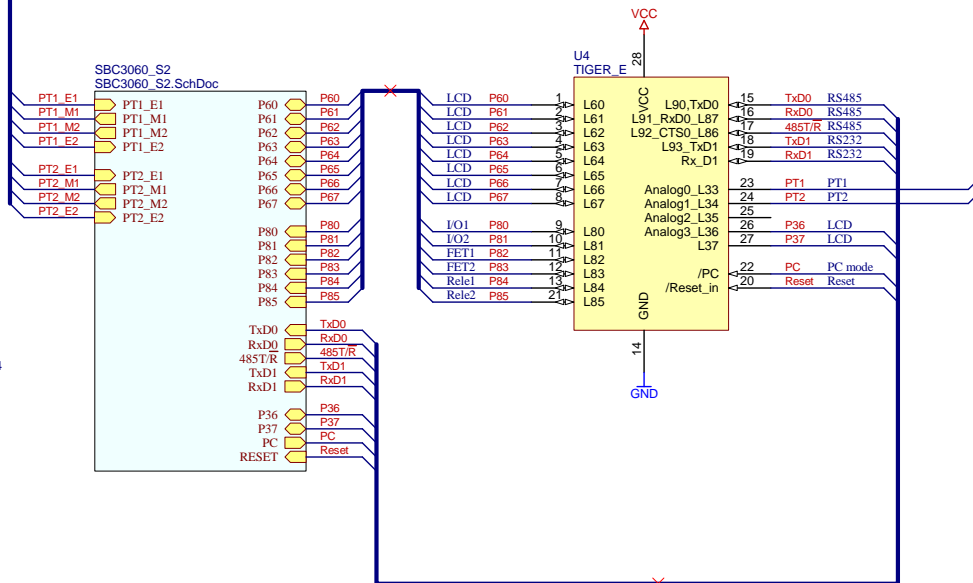 VCC
SBC3060_S2
SBC3060_S2.SchDoc
U4
TIGER_E
28
VCC
PT1_E1 PT1_E1 P60 P60
PT1_M1 PT1_M1 P61 P61
PT1_M2 PT1_M2 P62 P62
PT1_E2 PT1_E2 P63 P63
P64 P64
PT2_E1 PT2_E1 P65 P65
PT2_M1 PT2_M1 P66 P66
PT2_M2 PT2_M2 P67 P67
PT2_E2 PT2_E2
P80 P80
P81 P81
P82 P82
P83 P83
P84 P84
P85 P85
TxD0 TxD0
RxD0 RxD0
485T/R 485T/R
TxD1 TxD1
RxD1 RxD1
P36 P36
P37 P37
PC PC
RESET Reset
LCD P60 1 L60
LCD P61 2 L61
LCD P62 3 L62
LCD P63 4 L63
LCD P64 5 L64
LCD P65 6 L65
LCD P66 7 L66
LCD P67 8 L67
I/O1 P80 9 L80
I/O2 P81 10 L81
FET1 P82 11 L82
FET2 P83 12 L83
Rele1 P84 13 L84
Rele2 P85 21 L85
L90,TxD0 15 TxD0 RS485
L91_RxD0_L87 16 RxD0 RS485
L92_CTS0_L86 17 485T/R RS485
L93_TxD1 18 TxD1 RS232
Rx_D1 19 RxD1 RS232
Analog0_L33 23 PT1 PT1
Analog1_L34 24 PT2 PT2
Analog2_L35 25
Analog3_L36 26 P36 LCD
L37 27 P37 LCD
/PC 22 PC PC mode
/Reset_in 20 Reset Reset
GND
14
GND